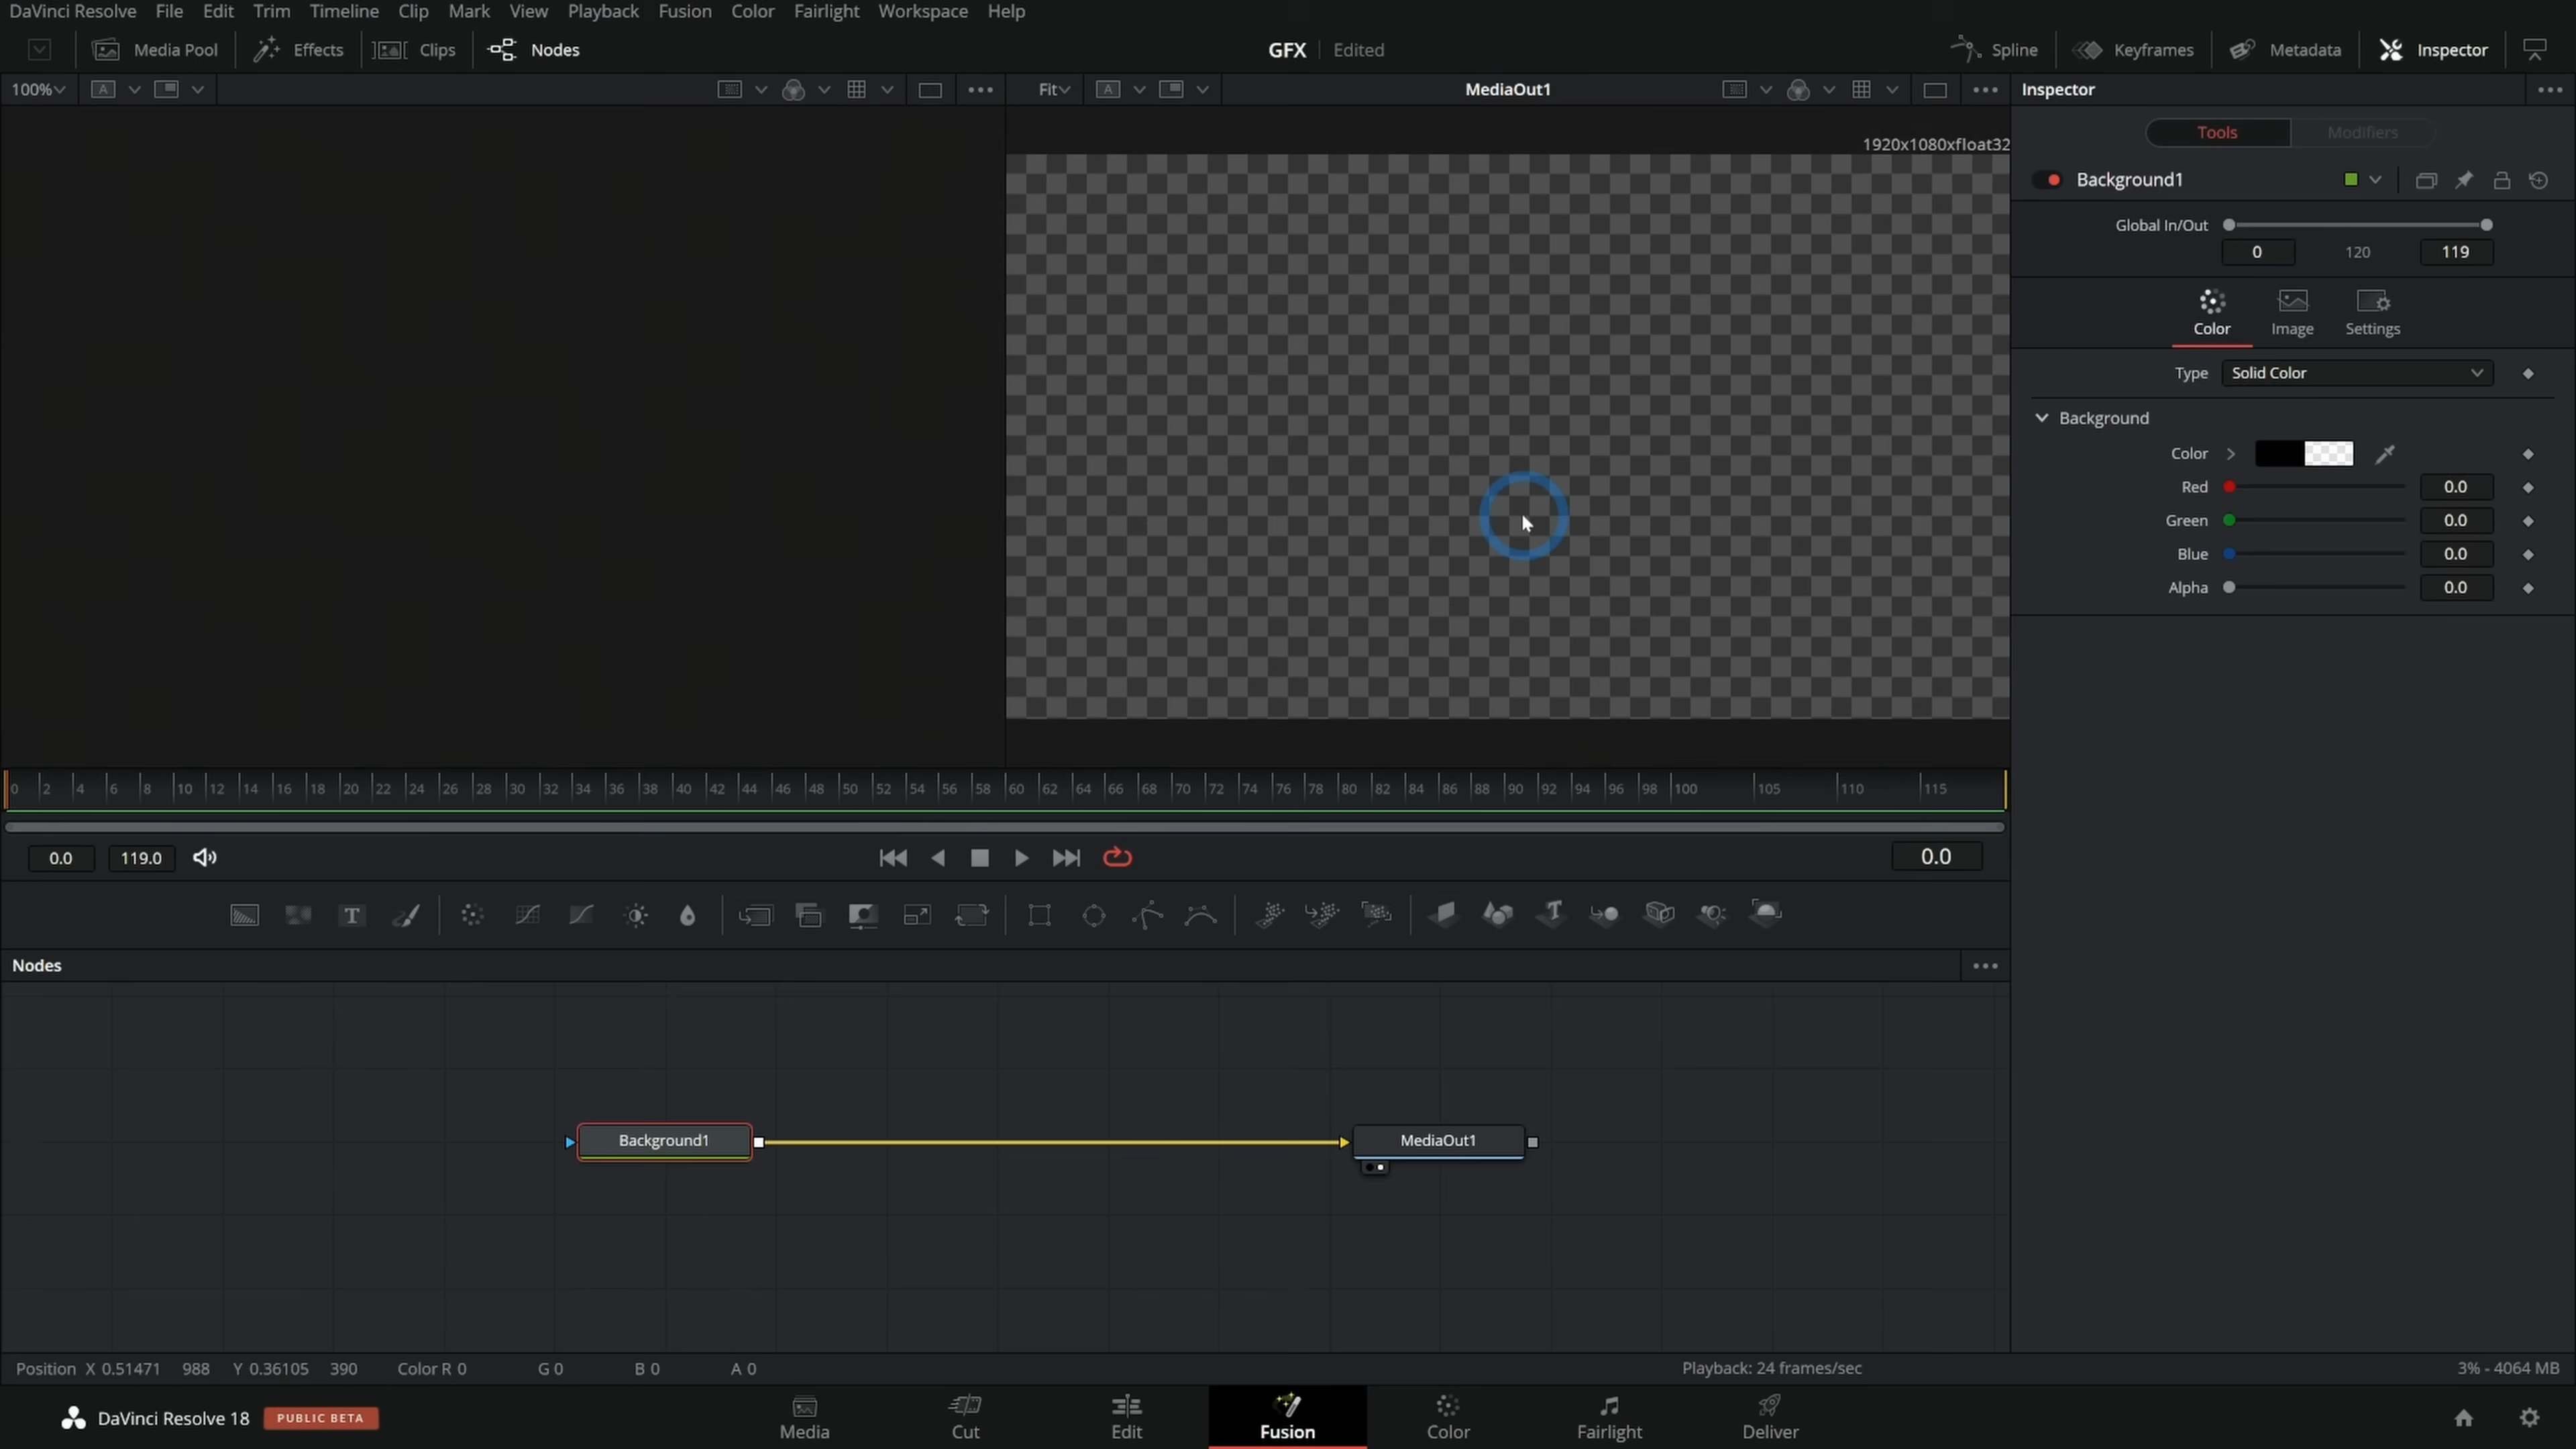 DaVinci Resolve File Edit Trim Timeline Clip Mark View Playback Fusion Color Fairlight Workspace Help
Media Pool Effects Clips Nodes GFX Edited Spline Keyframes Metadata Inspector
100% A Fit A MediaOut1 Inspector
1920x1080xfloat32
Tools Modifiers
Background1
Global In/Out
0 120 119
Color Image Settings
Type Solid Color
Background
Color
Red 0.0
Green 0.0
Blue 0.0
Alpha 0.0
0 2 4 6 8 10 12 14 16 18 20 22 24 26 28 30 32 34 36 38 40 42 44 46 48 50 52 54 56 58 60 62 64 66 68 70 72 74 76 78 80 82 84 86 88 90 92 94 96 98 100 105 110 115
0.0 119.0 0.0
T T
Nodes
Background1 MediaOut1
Position X 0.51471 988 Y 0.36105 390 Color R 0 G 0 B 0 A 0 Playback: 24 frames/sec 3% - 4064 MB
DaVinci Resolve 18 PUBLIC BETA Media Cut Edit Fusion Color Fairlight Deliver